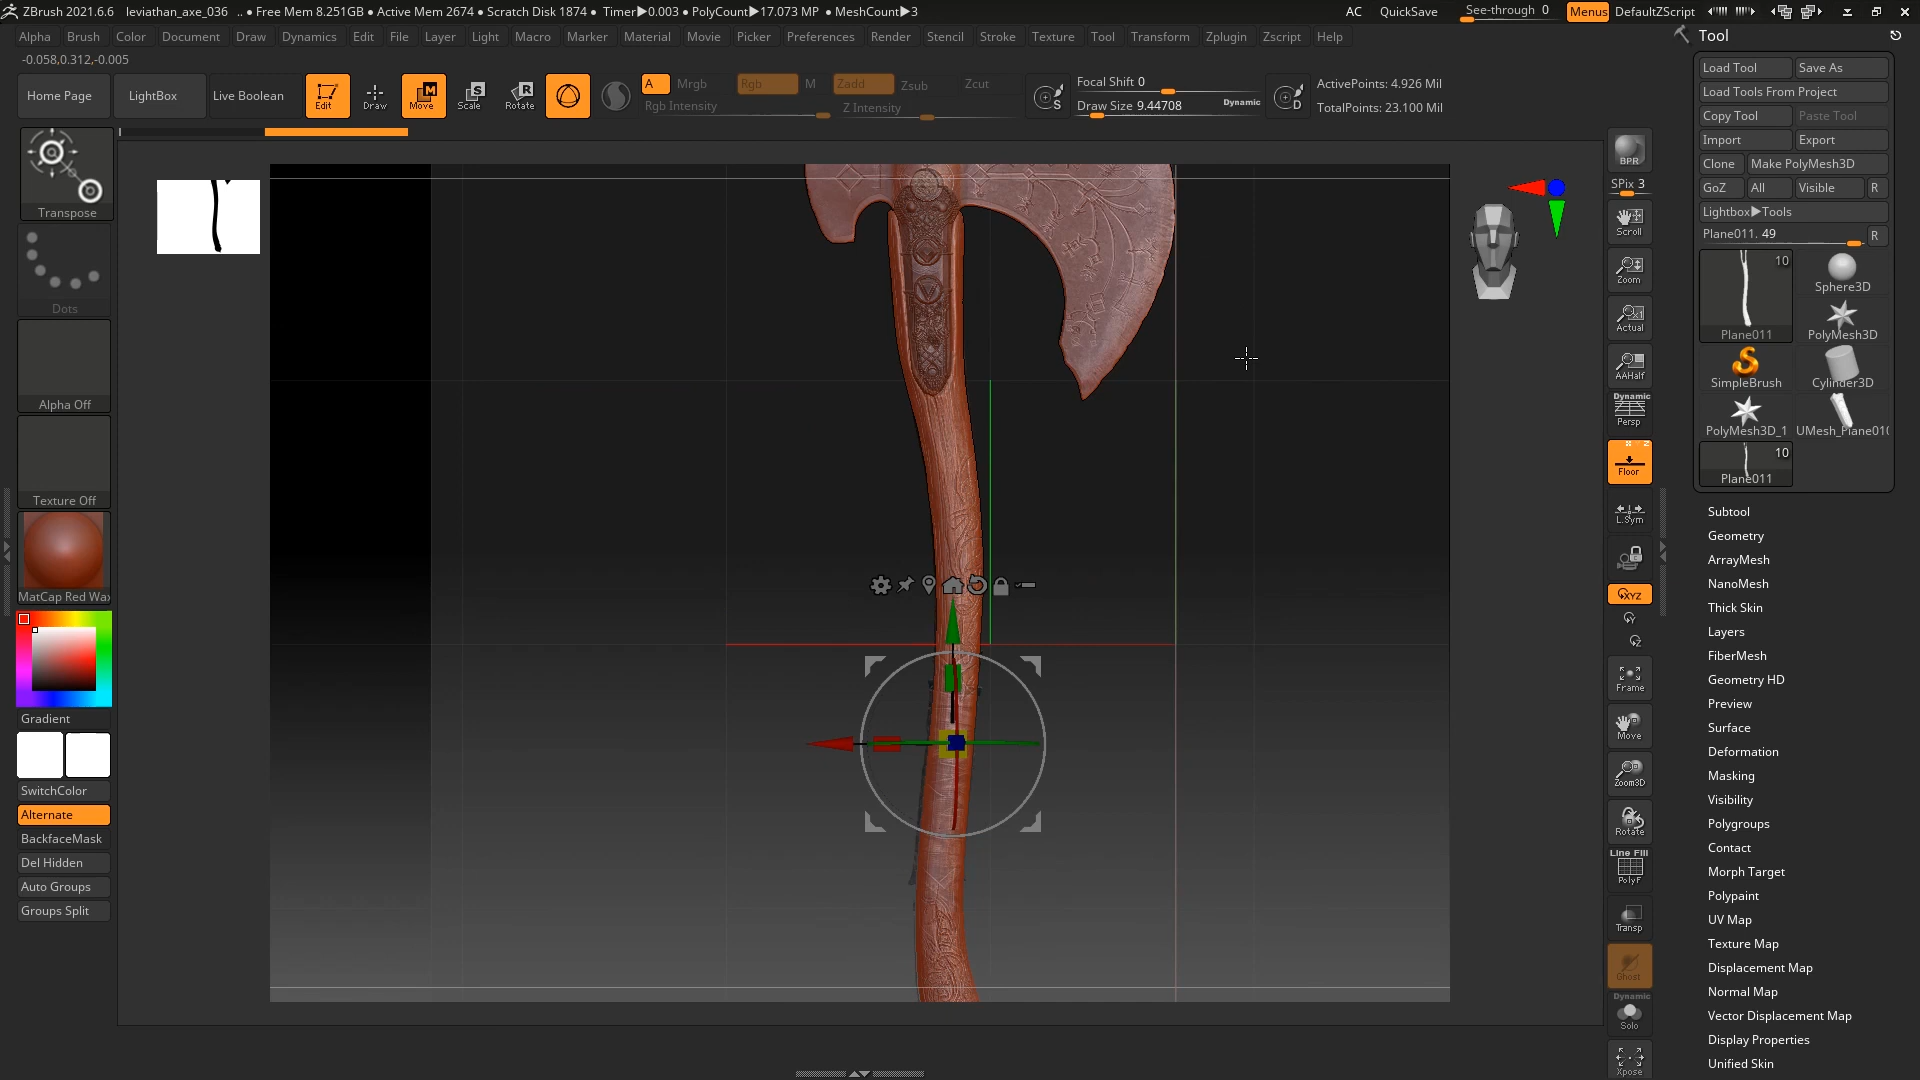 ZBrush 2021.6.6 leviathan_axe_036 .. ● Free Mem 8.251GB ● Active Mem 2674 ● Scratch Disk 1874 ● Timer▶0.003 ● PolyCount▶17.073 MP ● MeshCount▶3 AC QuickSave See-through 0 Menus DefaultZScript
Alpha Brush Color Document Draw Dynamics Edit File Layer Light Macro Marker Material Movie Picker Preferences Render Stencil Stroke Texture Tool Transform Zplugin Zscript Help
Tool
-0.058,0.312,-0.005
Home Page LightBox Live Boolean Edit Draw Move Scale Rotate
M S R
A Mrgb Rgb M Zadd Zsub Zcut
Rgb Intensity Z Intensity
S Focal Shift 0
Draw Size 9.44708 Dynamic
D
ActivePoints: 4.926 Mil
TotalPoints: 23.100 Mil
Transpose
Dots
Alpha Off
Texture Off
MatCap Red Wax
Gradient
SwitchColor
Alternate
BackfaceMask
Del Hidden
Auto Groups
Groups Split
BPR
SPix 3
Scroll
Zoom
Actual
AAHalf
Dynamic
Persp
Floor
L.Sym
XYZ
Frame
Move
Zoom3D
Rotate
Line Fill
PolyF
Transp
Ghost
Dynamic
Solo
Xpose
Load Tool Save As
Load Tools From Project
Copy Tool Paste Tool
Import Export
Clone Make PolyMesh3D
GoZ All Visible R
Lightbox▶Tools
Plane011. 49 R
10
Plane011
Sphere3D
PolyMesh3D
SimpleBrush
Cylinder3D
PolyMesh3D_1
UMesh_Plane010
10
Plane011
Subtool
Geometry
ArrayMesh
NanoMesh
Thick Skin
Layers
FiberMesh
Geometry HD
Preview
Surface
Deformation
Masking
Visibility
Polygroups
Contact
Morph Target
Polypaint
UV Map
Texture Map
Displacement Map
Normal Map
Vector Displacement Map
Display Properties
Unified Skin